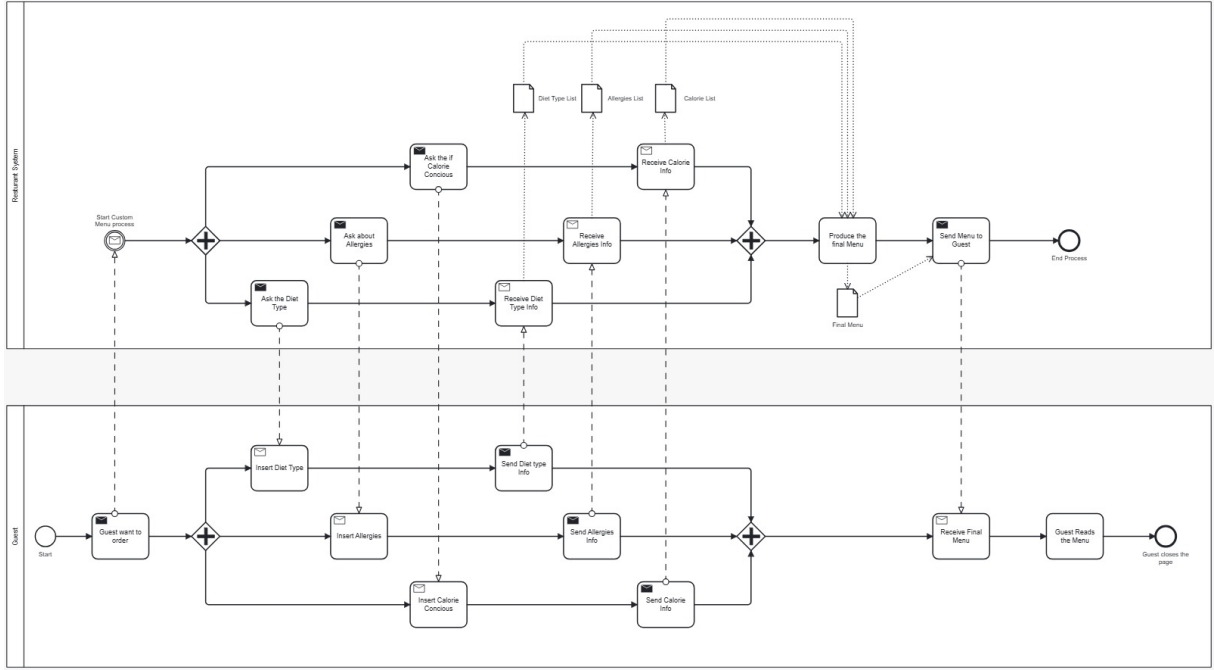 Resturant System
Diet Type List
Allergies List
Calorie List
Ask the if
Calorie
Concious
Receive Calorie
Info
Start Custom
Menu process
Ask about
Allergies
Receive
Allergies Info
Produce the
final Menu
Send Menu to
Guest
End Process
Ask the Diet
Type
Receive Diet
Type Info
Final Menu
Guest
Insert Diet Type
Send Diet type
Info
Start
Guest want to
order
Insert Allergies
Send Allergies
Info
Receive Final
Menu
Guest Reads
the Menu
Guest closes the
page
Insert Calorie
Concious
Send Calorie
Info